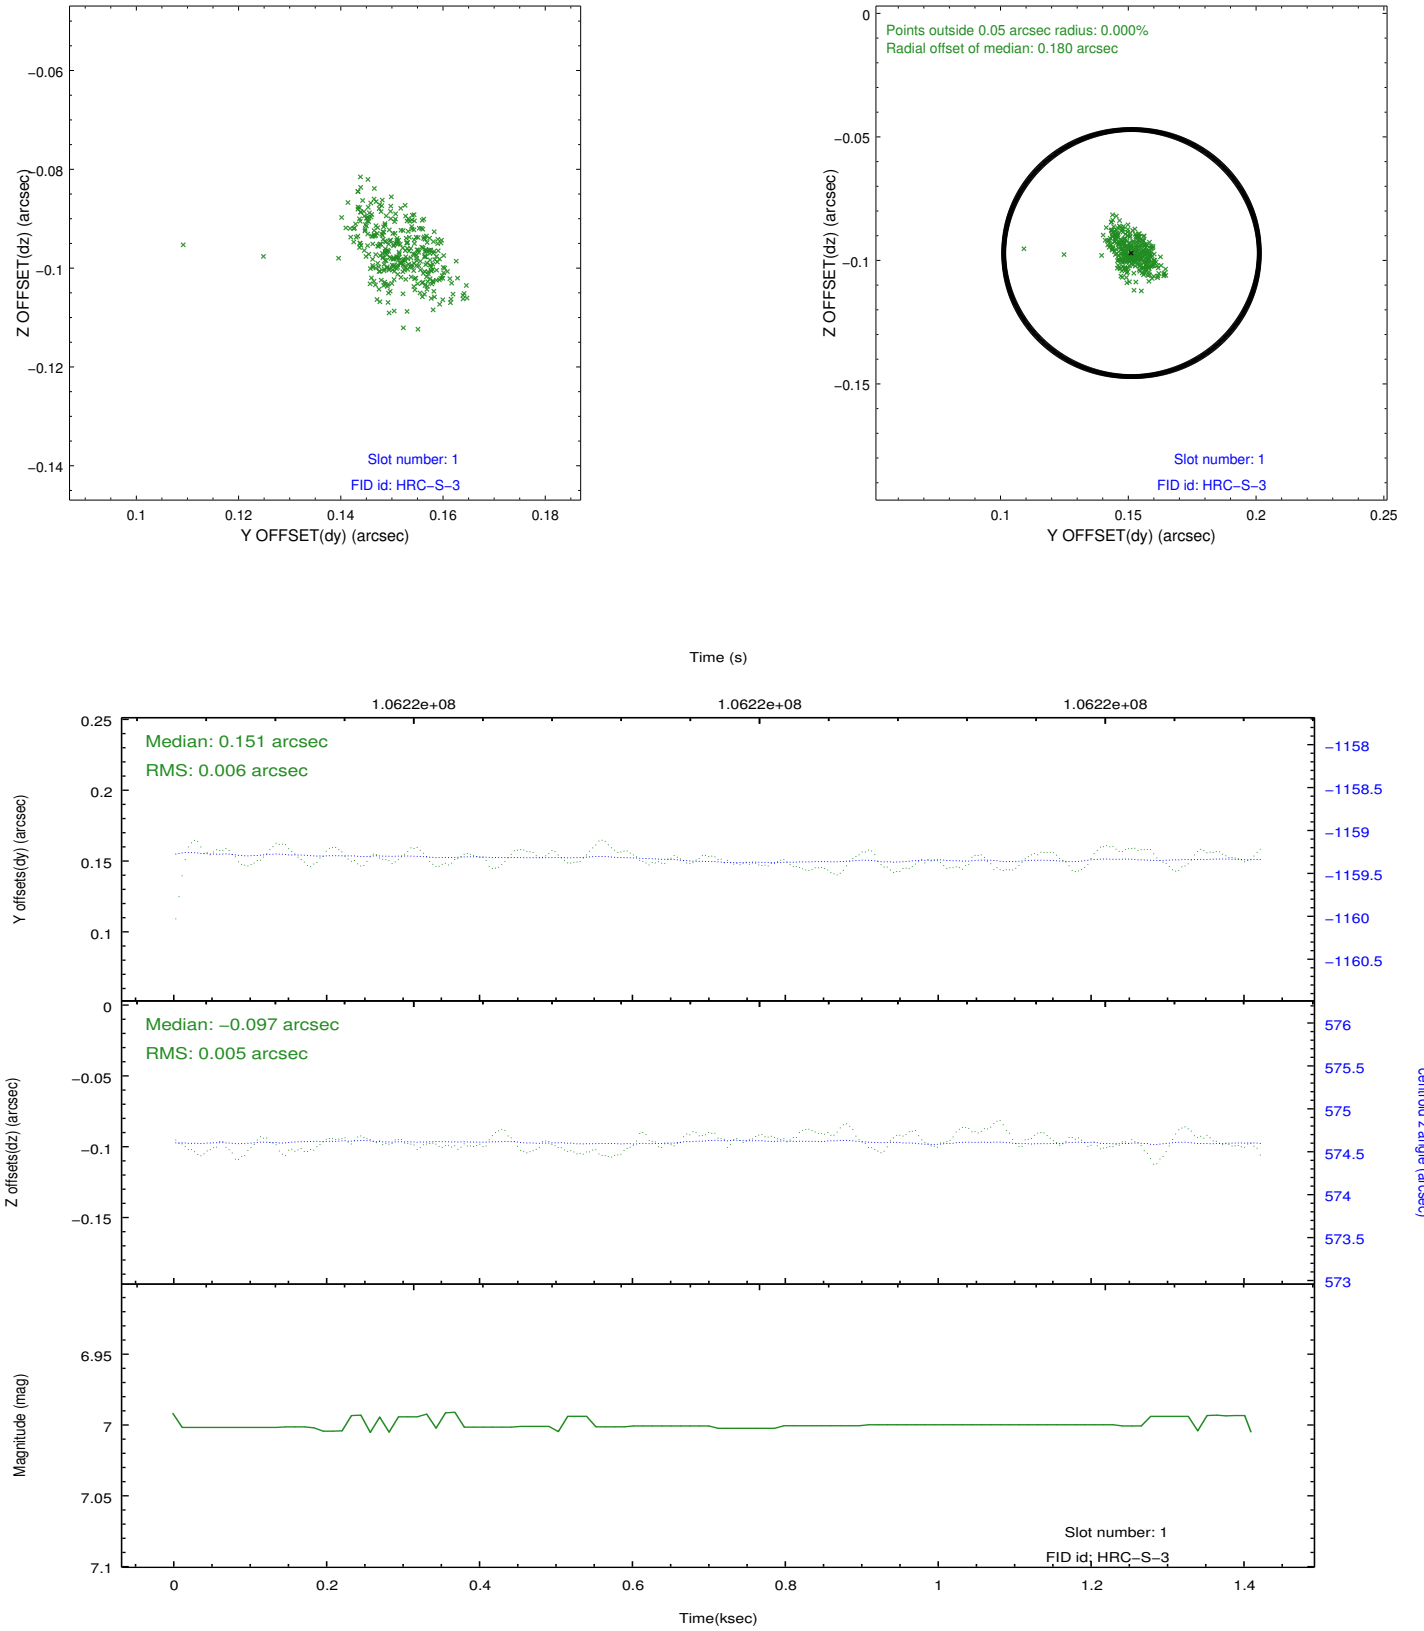 −0.06
−0.08
−0.1
−0.12
−0.14
Z OFFSET(dz) (arcsec)
Slot number: 1
FID id: HRC−S−3
0.1 0.12 0.14 0.16 0.18
Y OFFSET(dy) (arcsec)
Points outside 0.05 arcsec radius: 0.000%
Radial offset of median: 0.180 arcsec
0
−0.05
−0.1
−0.15
Z OFFSET(dz) (arcsec)
Slot number: 1
FID id: HRC−S−3
0.1 0.15 0.2 0.25
Y OFFSET(dy) (arcsec)
Time (s)
1.0622e+08 1.0622e+08 1.0622e+08
Median: 0.151 arcsec
RMS: 0.006 arcsec
0.25
0.2
0.15
0.1
Y offsets(dy) (arcsec)
−1158
−1158.5
−1159
−1159.5
−1160
−1160.5
Median: −0.097 arcsec
RMS: 0.005 arcsec
0
−0.05
−0.1
−0.15
Z offsets(dz) (arcsec)
576
575.5
575
574.5
574
573.5
573
centroid z angle (arcsec)
6.95
7
7.05
7.1
Magnitude (mag)
Slot number: 1
FID id: HRC−S−3
0 0.2 0.4 0.6 0.8 1 1.2 1.4
Time(ksec)